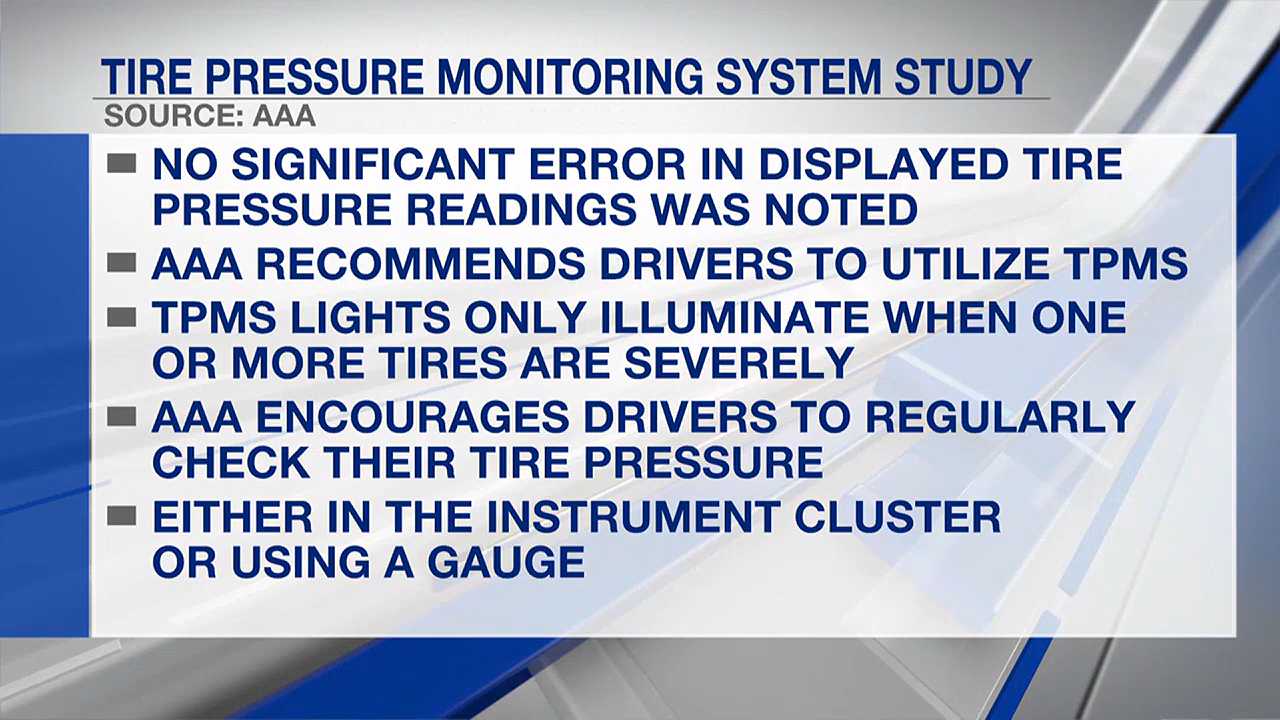 TIRE PRESSURE MONITORING SYSTEM STUDY
SOURCE: AAA
NO SIGNIFICANT ERROR IN DISPLAYED TIRE
PRESSURE READINGS WAS NOTED
AAA RECOMMENDS DRIVERS TO UTILIZE TPMS
TPMS LIGHTS ONLY ILLUMINATE WHEN ONE
OR MORE TIRES ARE SEVERELY
AAA ENCOURAGES DRIVERS TO REGULARLY
CHECK THEIR TIRE PRESSURE
EITHER IN THE INSTRUMENT CLUSTER
OR USING A GAUGE